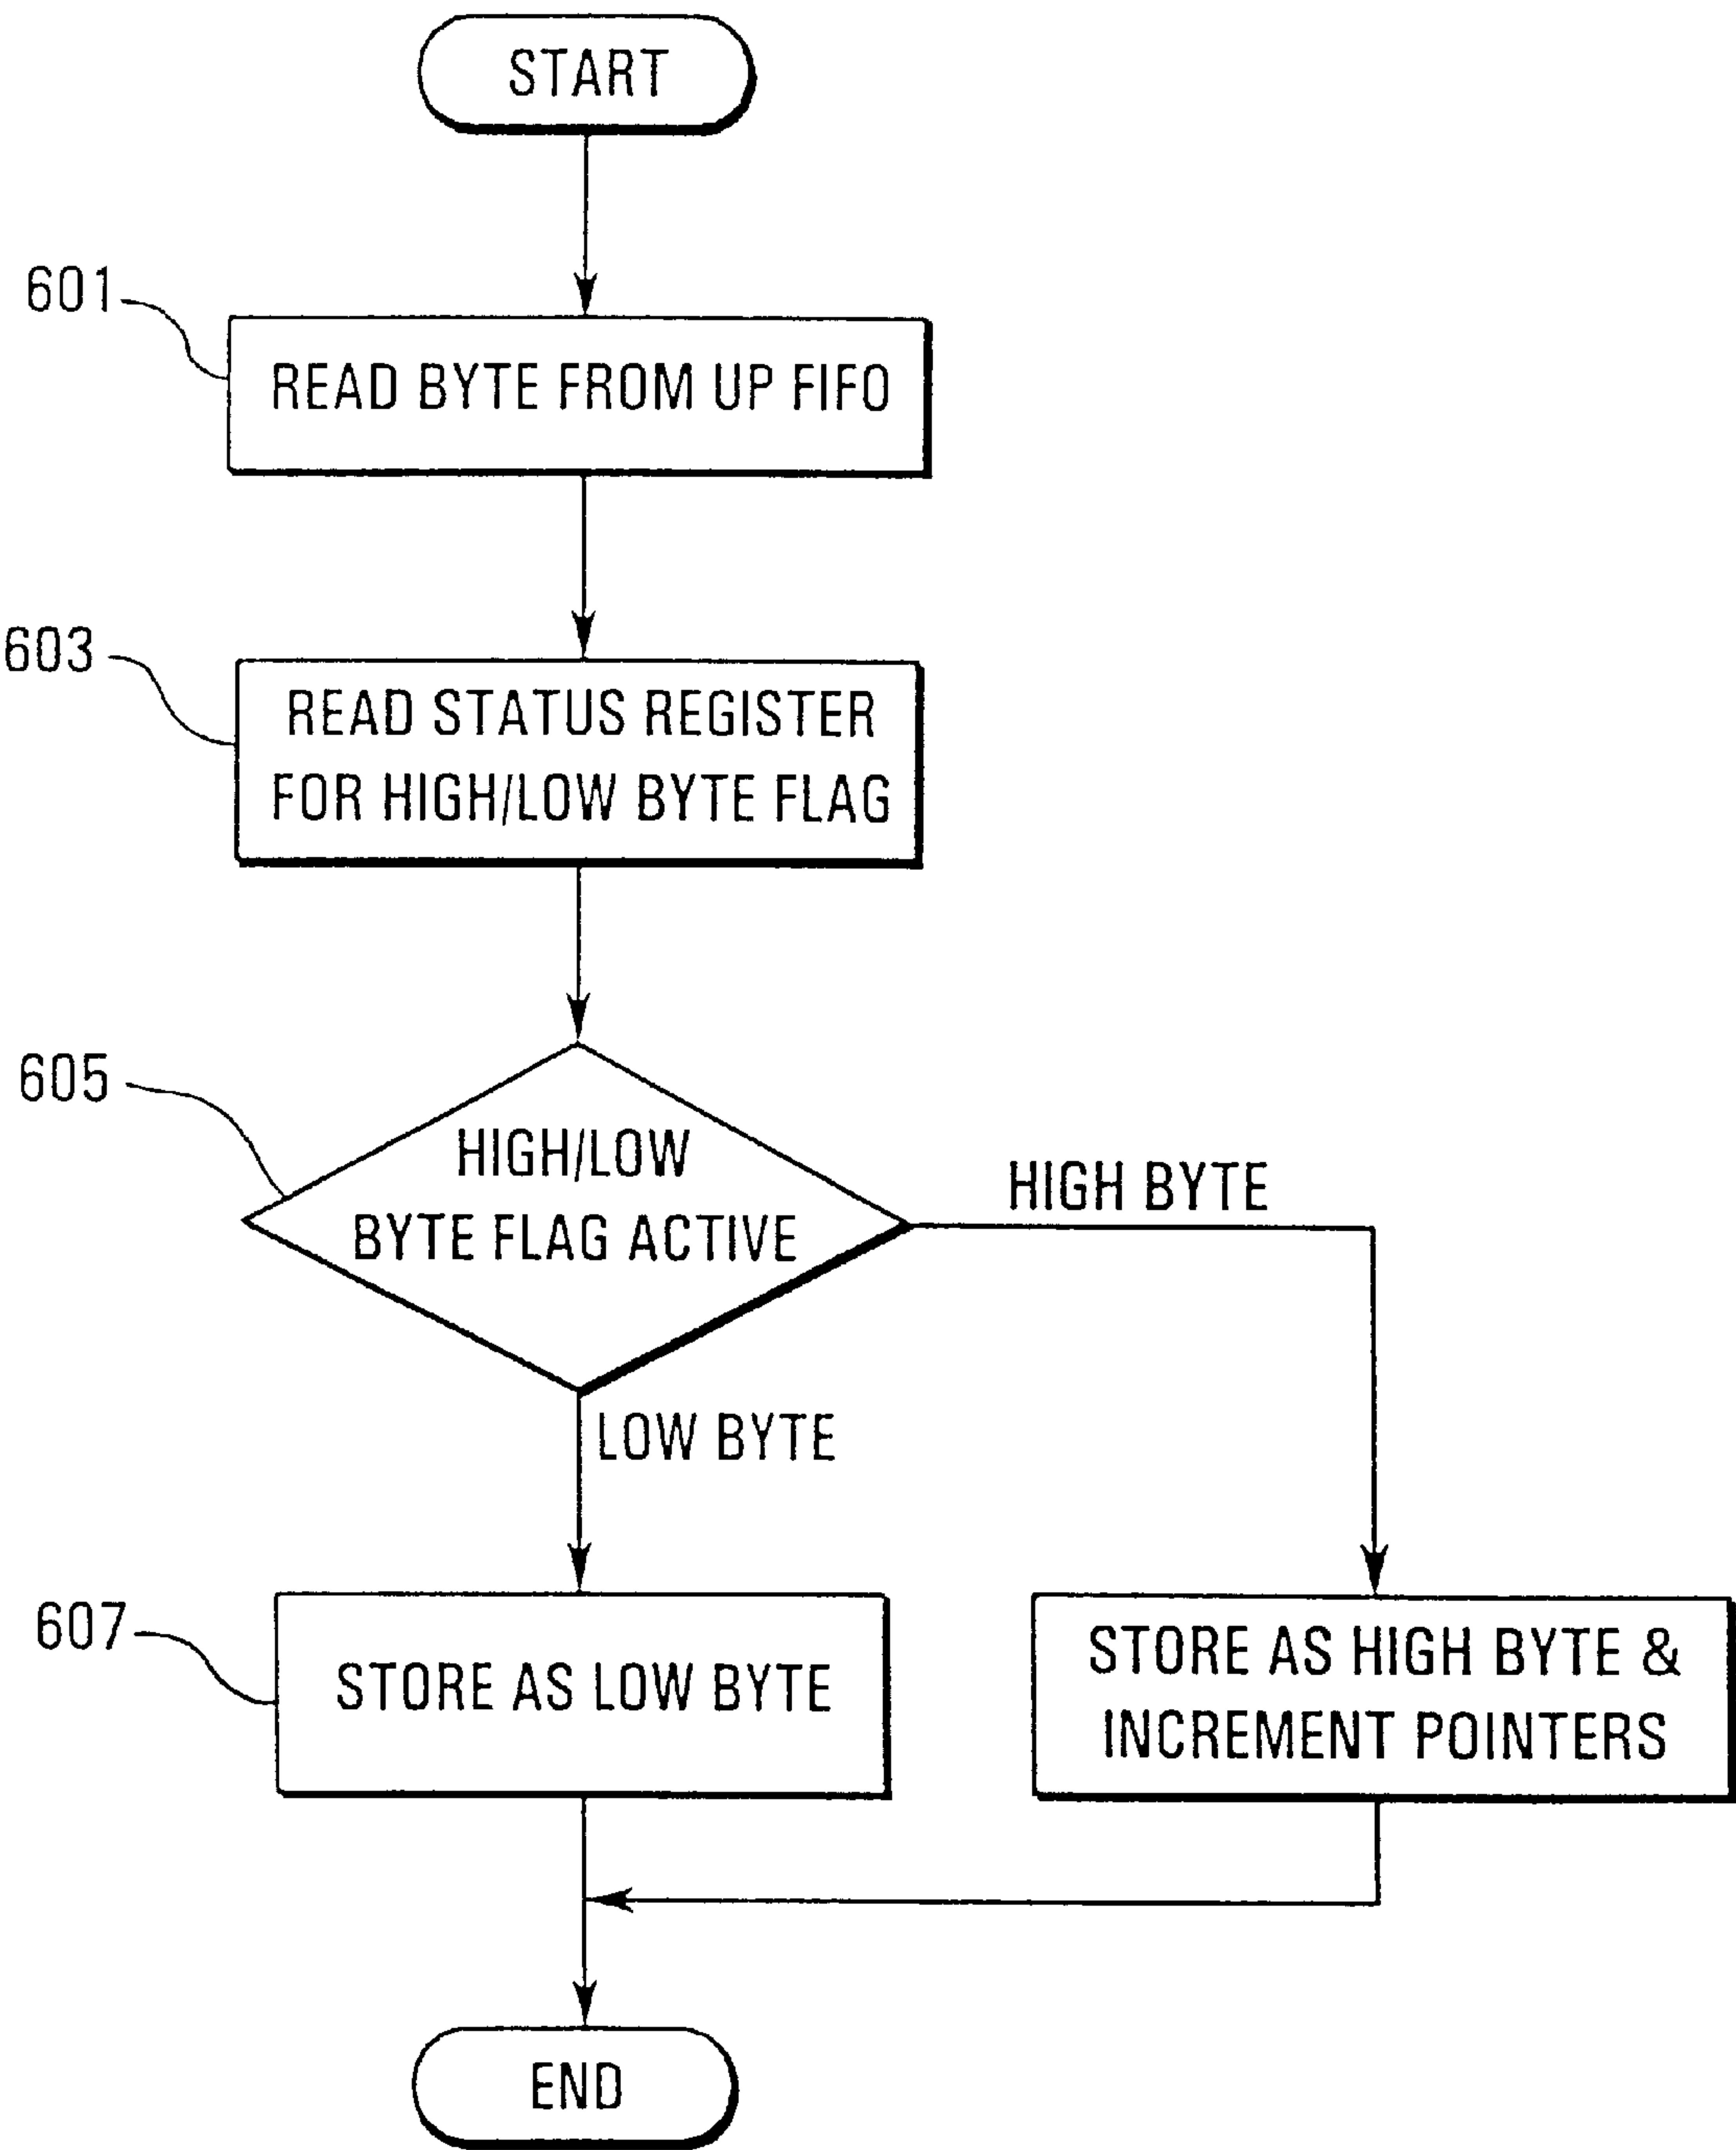 START
601
READ BYTE FROM UP FIFO
603
READ STATUS REGISTER
FOR HIGH/LOW BYTE FLAG
605
HIGH/LOW
BYTE FLAG ACTIVE
HIGH BYTE
LOW BYTE
607
STORE AS LOW BYTE
STORE AS HIGH BYTE &
INCREMENT POINTERS
END